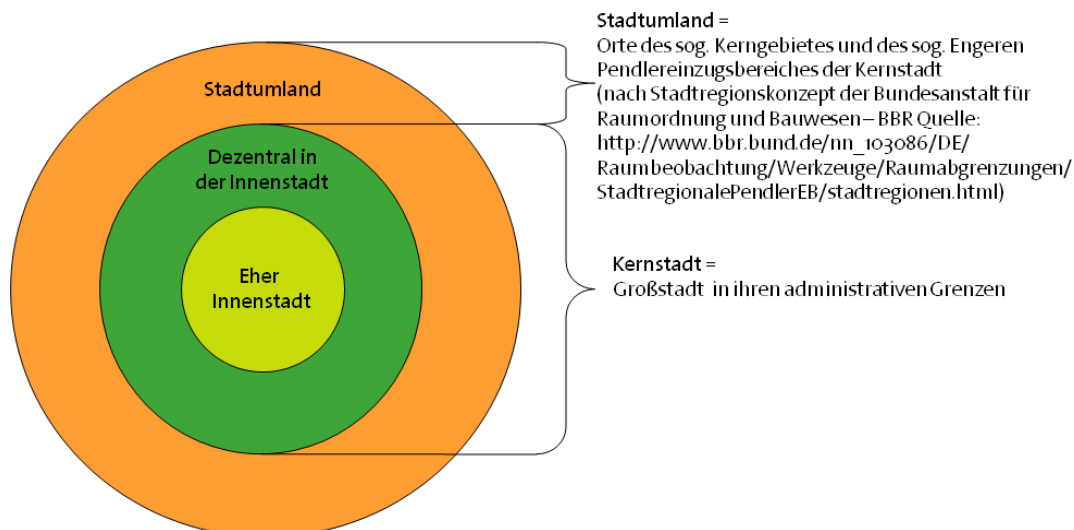 Stadtumland =
Orte des sog. Kerngebietes und des sog. Engeren
Pendlereinzugsbereiches der Kernstadt
(nach Stadtregionskonzept der Bundesanstalt für
Raumordnung und Bauwesen – BBR Quelle:
http://www.bbr.bund.de/nn_103086/DE/
Raumbeobachtung/Werkzeuge/Raumabgrenzungen/
StadtregionalePendlerEB/stadtregionen.html)
Stadtumland
Dezentral in
der Innenstadt
Eher
Innenstadt
Kernstadt =
Großstadt in ihren administrativen Grenzen